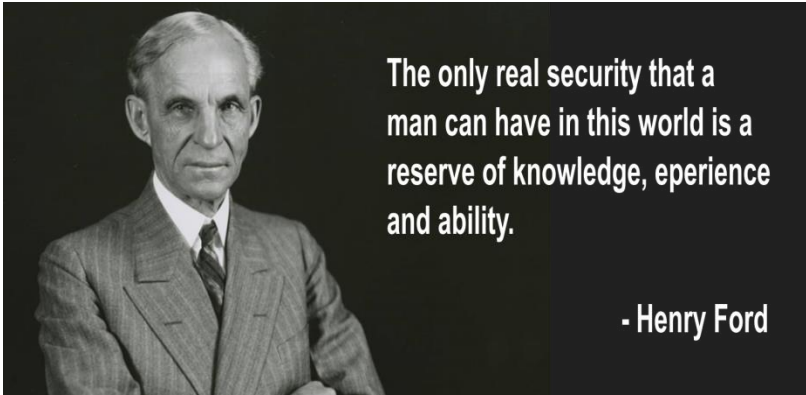 The only real security that a
man can have in this world is a
reserve of knowledge, eperience
and ability.
- Henry Ford